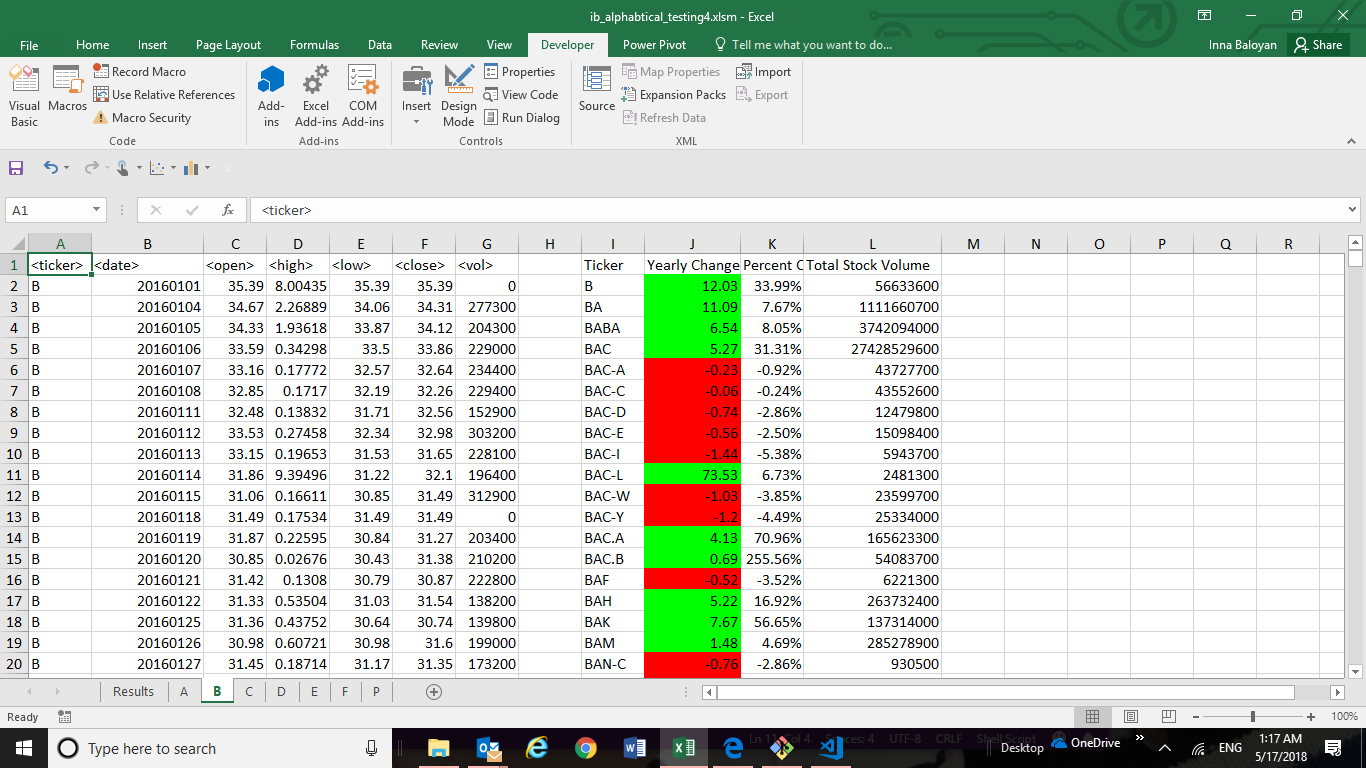 ib_alphabtical_testing4.xlsm - Excel
File Home Insert Page Layout Formulas Data Review View Developer Power Pivot Tell me what you want to do... Inna Baloyan Share
Visual Basic
Macros
Record Macro
Use Relative References
Macro Security
Code
Add-ins
Excel Add-ins
COM Add-ins
Add-ins
Insert
Design Mode
Properties
View Code
Run Dialog
Controls
Source
Map Properties
Expansion Packs
Refresh Data
Import
Export
XML
A1 fx <ticker>
A B C D E F G H I J K L M N O P Q R
1 <ticker> <date> <open> <high> <low> <close> <vol> Ticker Yearly Change Percent C Total Stock Volume
2 B 20160101 35.39 8.00435 35.39 35.39 0 B 12.03 33.99% 56633600
3 B 20160104 34.67 2.26889 34.06 34.31 277300 BA 11.09 7.67% 1111660700
4 B 20160105 34.33 1.93618 33.87 34.12 204300 BABA 6.54 8.05% 3742094000
5 B 20160106 33.59 0.34298 33.5 33.86 229000 BAC 5.27 31.31% 27428529600
6 B 20160107 33.16 0.17772 32.57 32.64 234400 BAC-A -0.23 -0.92% 43727700
7 B 20160108 32.85 0.1717 32.19 32.26 229400 BAC-C -0.06 -0.24% 43552600
8 B 20160111 32.48 0.13832 31.71 32.56 152900 BAC-D -0.74 -2.86% 12479800
9 B 20160112 33.53 0.27458 32.34 32.98 303200 BAC-E -0.56 -2.50% 15098400
10 B 20160113 33.15 0.19653 31.53 31.65 228100 BAC-I -1.44 -5.38% 5943700
11 B 20160114 31.86 9.39496 31.22 32.1 196400 BAC-L 73.53 6.73% 2481300
12 B 20160115 31.06 0.16611 30.85 31.49 312900 BAC-W -1.03 -3.85% 23599700
13 B 20160118 31.49 0.17534 31.49 31.49 0 BAC-Y -1.2 -4.49% 25334000
14 B 20160119 31.87 0.22595 30.84 31.27 203400 BAC.A 4.13 70.96% 165623300
15 B 20160120 30.85 0.02676 30.43 31.38 210200 BAC.B 0.69 255.56% 54083700
16 B 20160121 31.42 0.1308 30.79 30.87 222800 BAF -0.52 -3.52% 6221300
17 B 20160122 31.33 0.53504 31.03 31.54 138200 BAH 5.22 16.92% 263732400
18 B 20160125 31.36 0.43752 30.64 30.74 139800 BAK 7.67 56.65% 137314000
19 B 20160126 30.98 0.60721 30.98 31.6 199000 BAM 1.48 4.69% 285278900
20 B 20160127 31.45 0.18714 31.17 31.35 173200 BAN-C -0.76 -2.86% 930500
Results A B C D E F P
Ready 100%
Type here to search
Desktop OneDrive ENG 1:17 AM
5/17/2018